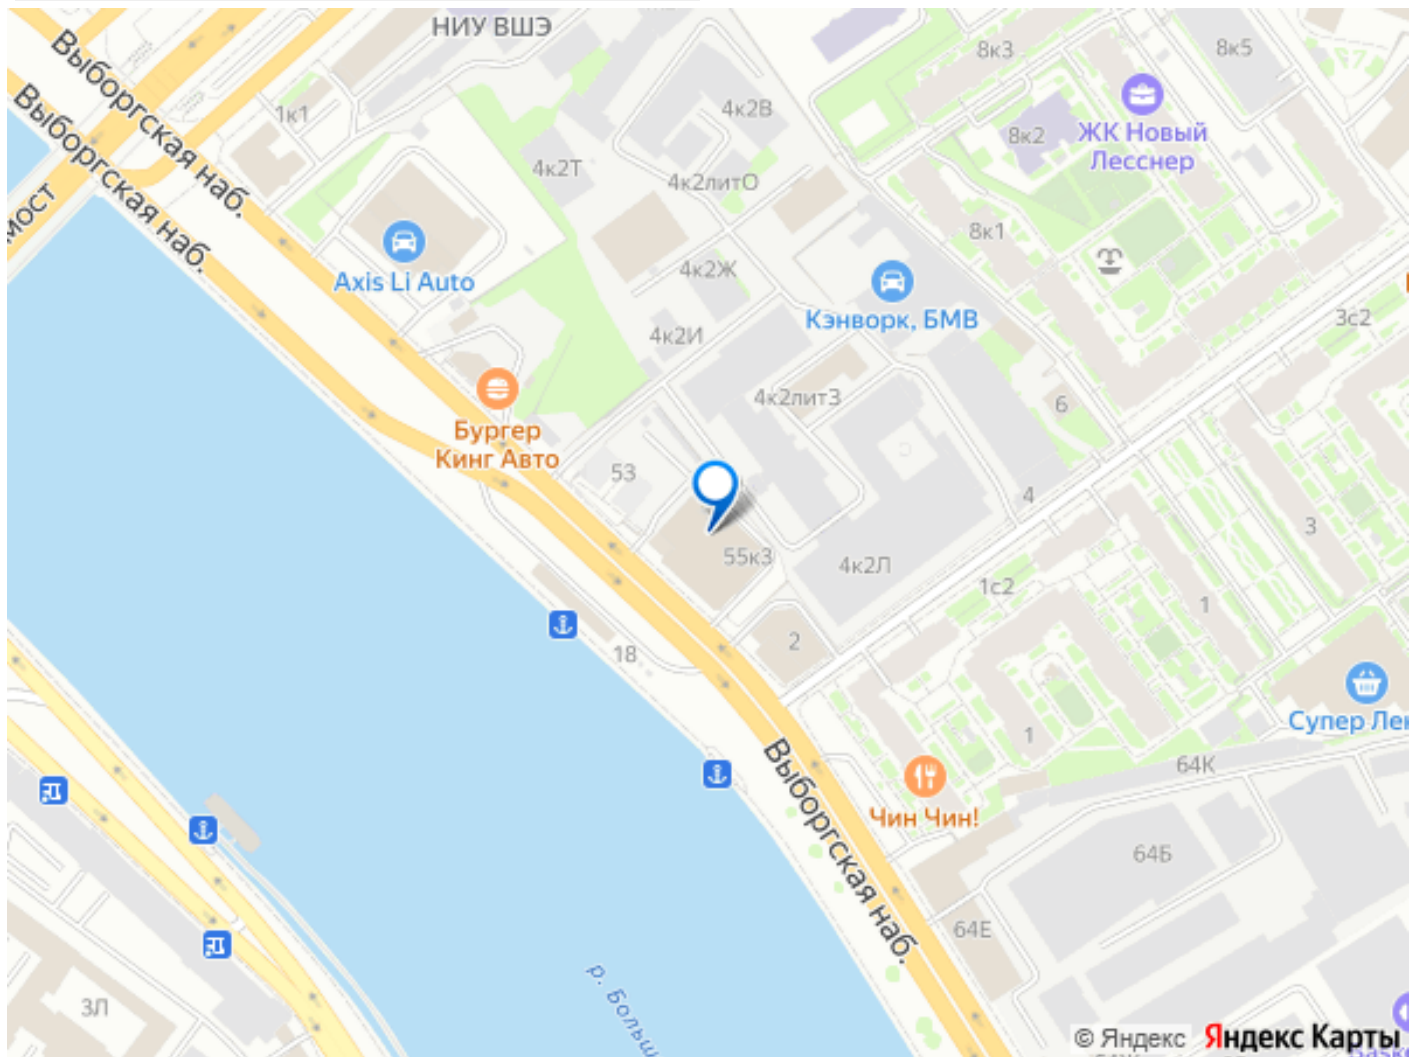 НИУ ВШЭ
8к3
8к5
Выборгская наб.
Выборгская наб.
мост
1к1
4к2В
8к2
ЖК Новый
Лесснер
4к2Т
4к2литО
8к1
Axis Li Auto
4к2Ж
Кэнворк, БМВ
3с2
4к2И
4к2литЗ
6
Бургер
Кинг Авто
53
4
3
55к3
4к2Л
1с2
1
18
2
Супер Лен
1
64К
Чин Чин!
Выборгская наб.
64Б
64Е
р. Больш
3Л
© Яндекс
Яндекс Карты